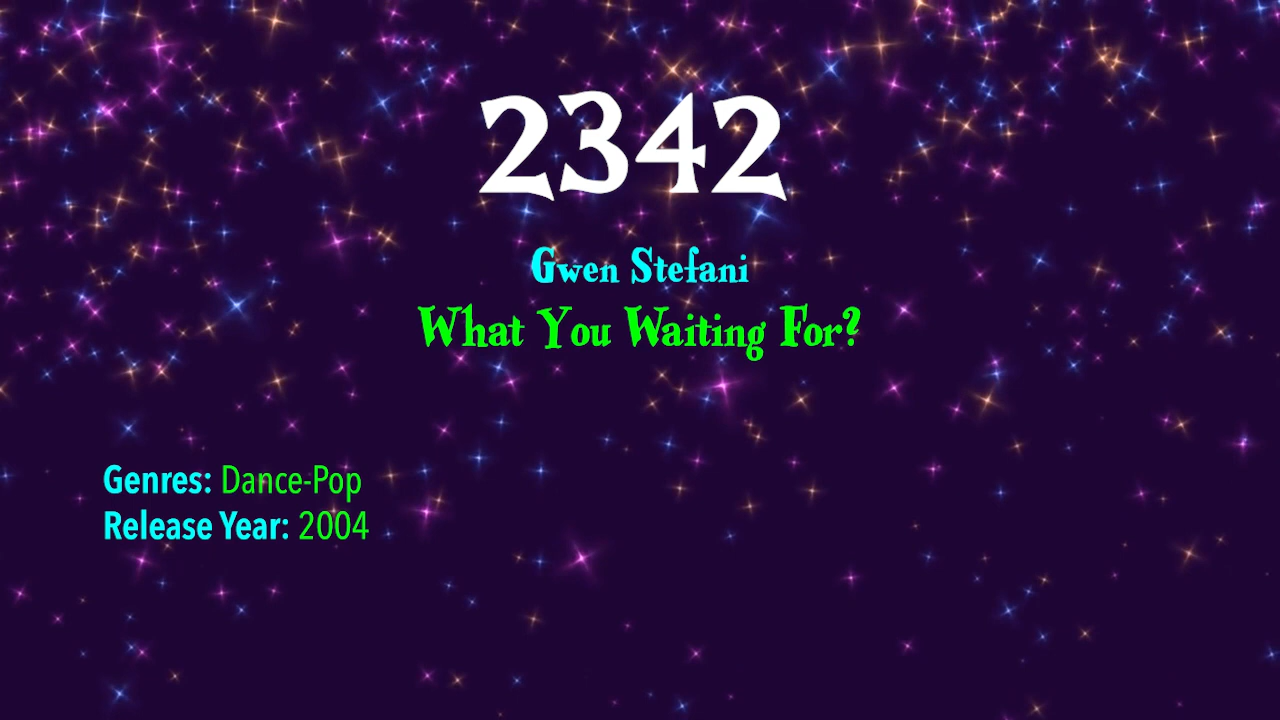 2342
Gwen Stefani
What You Waiting For?
Genres: Dance-Pop
Release Year: 2004